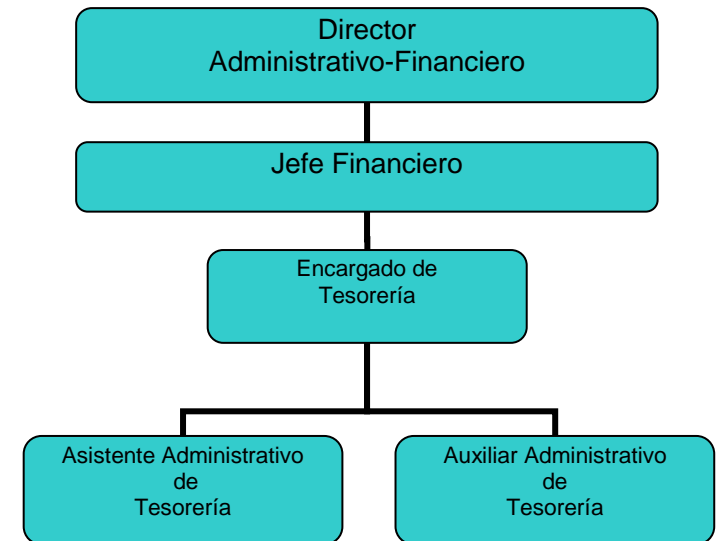 Director
Administrativo-Financiero
Jefe Financiero
Encargado de
Tesorería
Asistente Administrativo
de
Tesorería
Auxiliar Administrativo
de
Tesorería